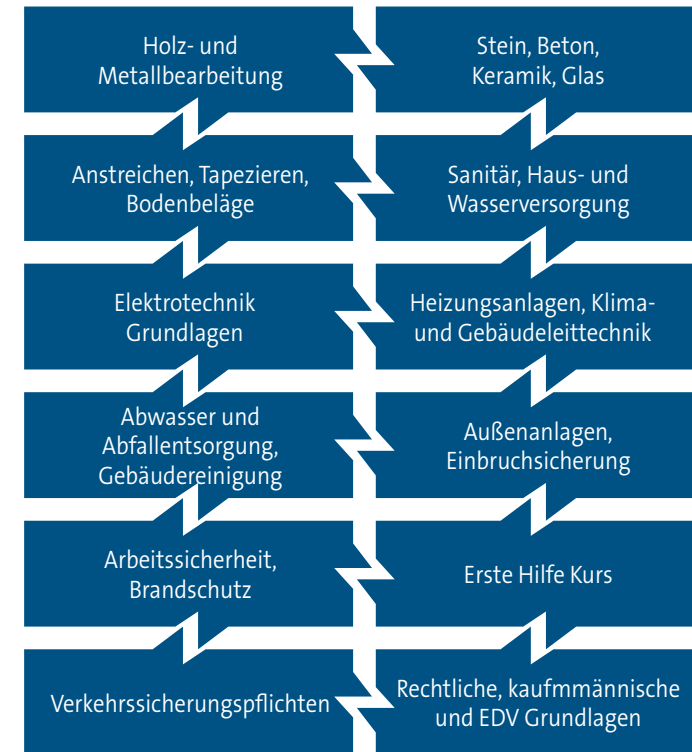 Holz- und
Metallbearbeitung
Stein, Beton,
Keramik, Glas
Anstreichen, Tapezieren,
Bodenbeläge
Sanitär, Haus- und
Wasserversorgung
Elektrotechnik
Grundlagen
Heizungsanlagen, Klima-
und Gebäudeleittechnik
Abwasser und
Abfallentsorgung,
Gebäudereinigung
Außenanlagen,
Einbruchsicherung
Arbeitssicherheit,
Brandschutz
Erste Hilfe Kurs
Verkehrssicherungspflichten
Rechtliche, kaufmmännische
und EDV Grundlagen